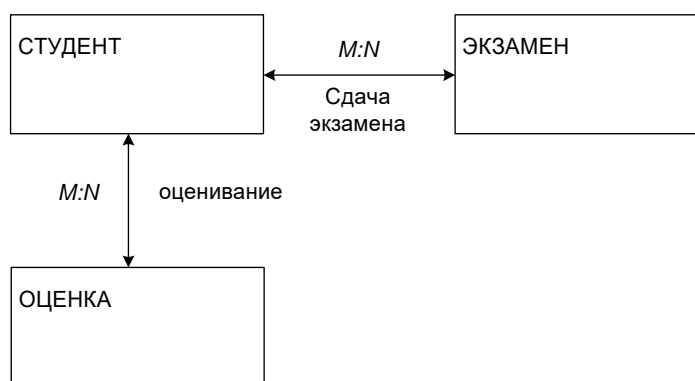 СТУДЕНТ
M:N
ЭКЗАМЕН
Сдача
экзамена
M:N
оценивание
ОЦЕНКА